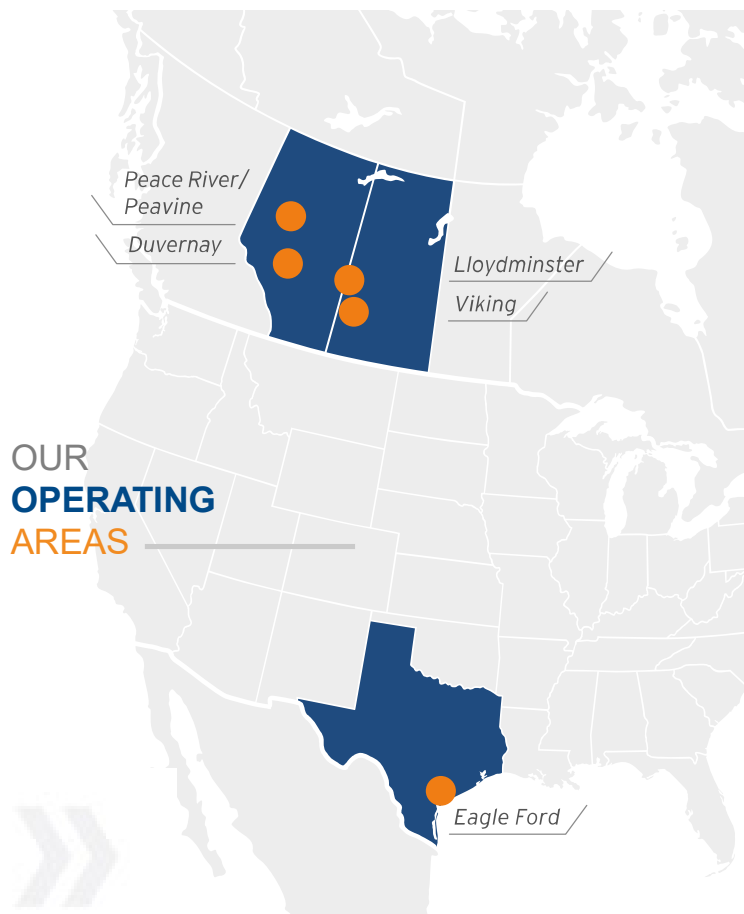 Peace River/
Peavine
Duvernay
Lloydminster
Viking
OUR
OPERATING
AREAS
Eagle Ford